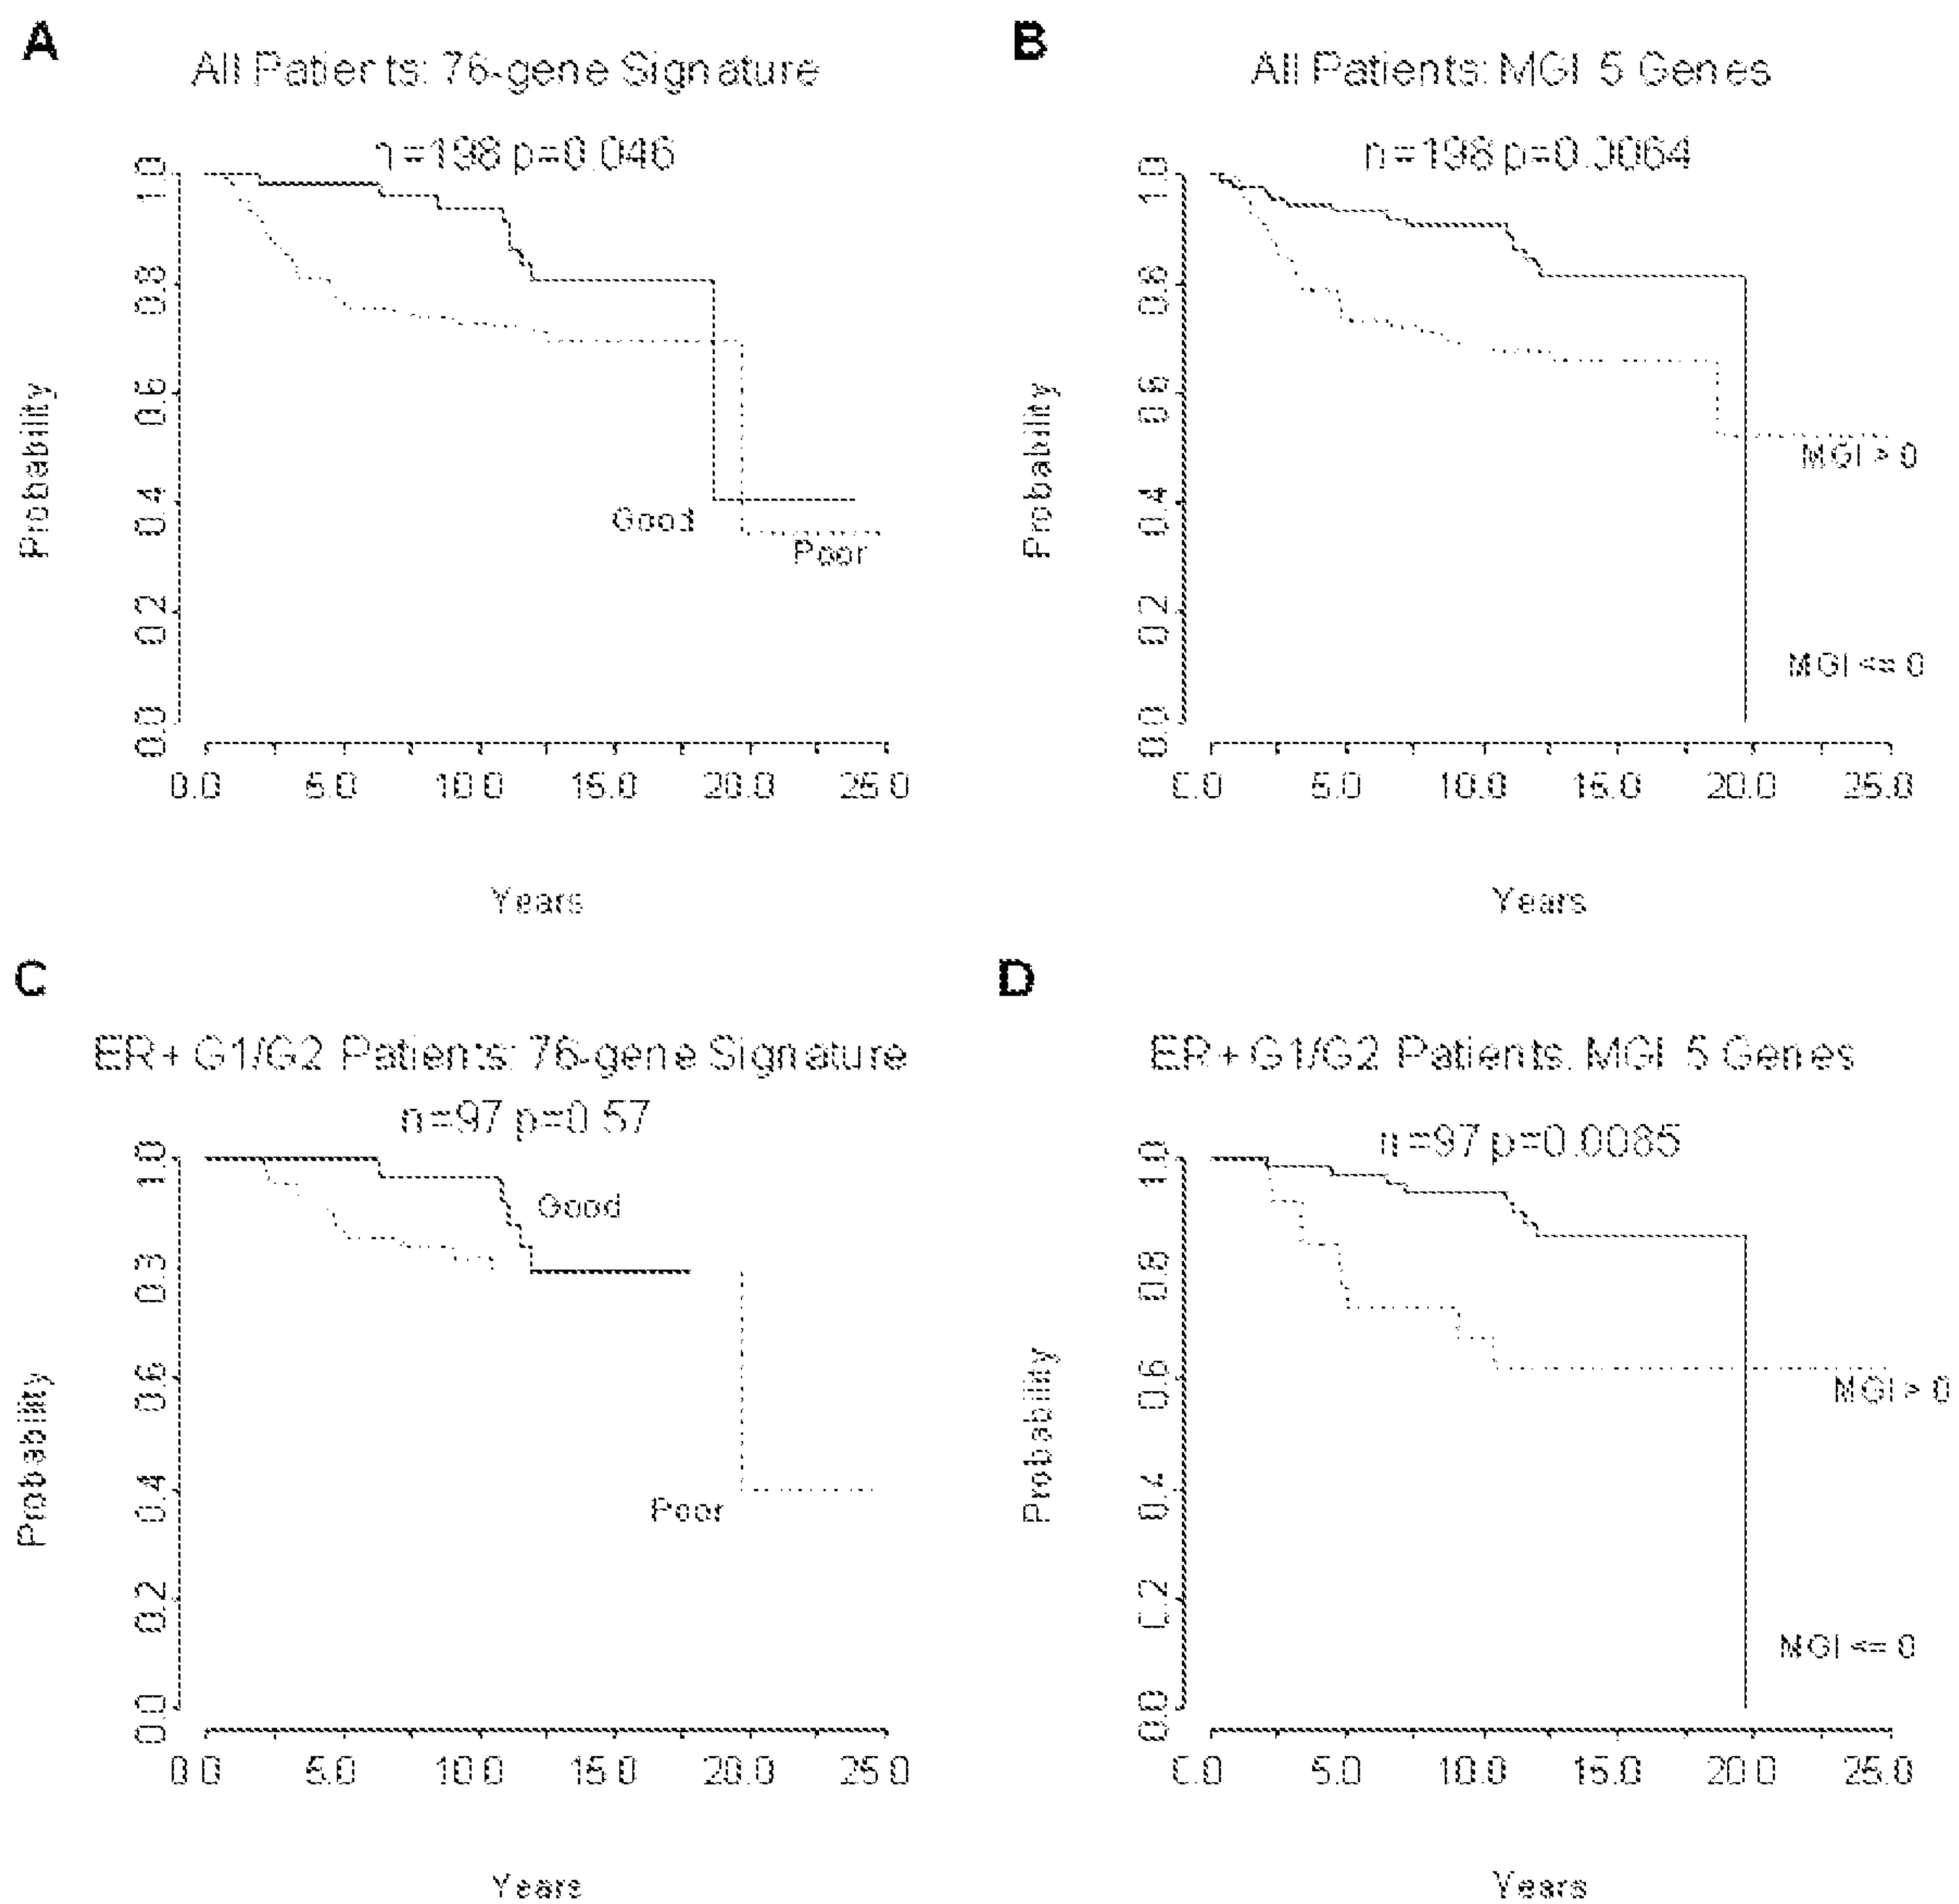 A
All Patients: 76-gene Signature
n=198 p=0.046
1.0
0.8
0.6
0.4
0.2
0.0
Probability
Good
Poor
0.0 5.0 10.0 15.0 20.0 25.0
Years
B
All Patients: MGI 5 Genes
n=198 p=0.0064
1.0
0.8
0.6
0.4
0.2
0.0
Probability
MGI > 0
MGI <= 0
0.0 5.0 10.0 15.0 20.0 25.0
Years
C
ER+ G1/G2 Patients: 76-gene Signature
n=97 p=0.57
1.0
0.8
0.6
0.4
0.2
0.0
Probability
Good
Poor
0.0 5.0 10.0 15.0 20.0 25.0
Years
D
ER+ G1/G2 Patients: MGI 5 Genes
n=97 p=0.0085
1.0
0.8
0.6
0.4
0.2
0.0
Probability
MGI > 0
MGI <= 0
0.0 5.0 10.0 15.0 20.0 25.0
Years